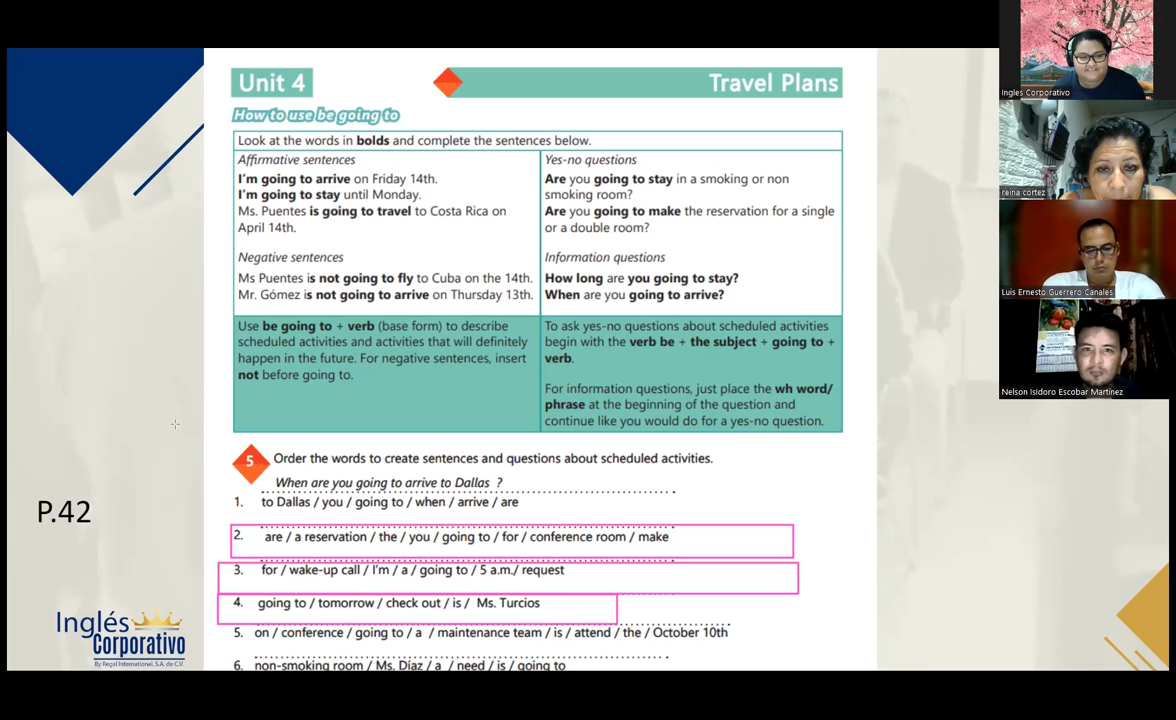 Unit 4
Travel Plans
How to use be going to
Look at the words in bolds and complete the sentences below.
Affirmative sentences
I'm going to arrive on Friday 14th.
I'm going to stay until Monday.
Ms. Puentes is going to travel to Costa Rica on
April 14th.
Negative sentences
Ms Puentes is not going to fly to Cuba on the 14th.
Mr. Gómez is not going to arrive on Thursday 13th.
Yes-no questions
Are you going to stay in a smoking or non
smoking room?
Are you going to make the reservation for a single
or a double room?
Information questions
How long are you going to stay?
When are you going to arrive?
Use be going to + verb (base form) to describe
scheduled activities and activities that will definitely
happen in the future. For negative sentences, insert
not before going to.
To ask yes-no questions about scheduled activities
begin with the verb be + the subject + going to +
verb.
For information questions, just place the wh word/
phrase at the beginning of the question and
continue like you would do for a yes-no question.
5 Order the words to create sentences and questions about scheduled activities.
When are you going to arrive to Dallas ?
1. to Dallas / you / going to / when / arrive / are
2. are / a reservation / the / you / going to / for / conference room / make
3. for / wake-up call / I'm / a / going to / 5 a.m./ request
4. going to / tomorrow / check out / is / Ms. Turcios
5. on / conference / going to / a / maintenance team / is / attend / the / October 10th
6. non-smoking room / Ms. Díaz / a / need / is / going to
P.42
Inglés
Corporativo
By Regal International, S.A. de C.V.
Ingles Corporativo
reina cortez
Luis Ernesto Guerrero Canales
Nelson Isidoro Escobar Martínez